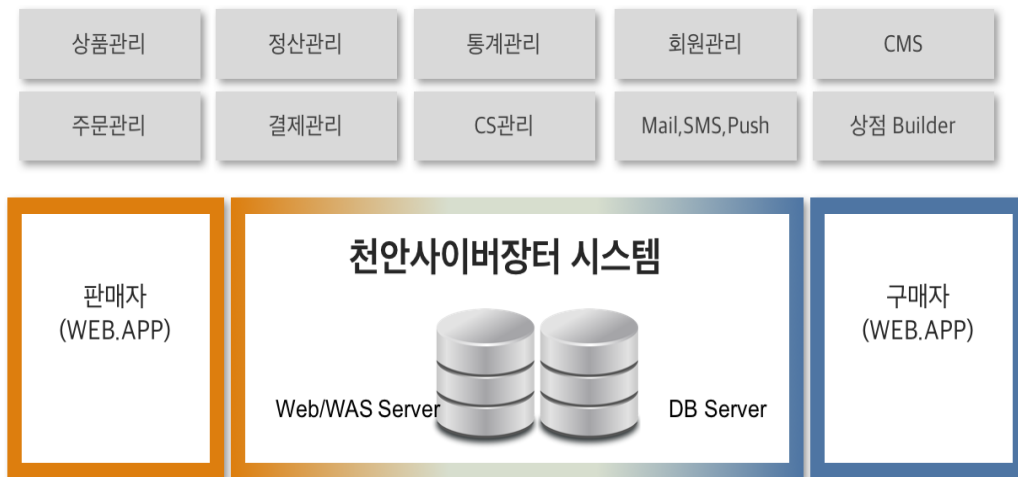 상품관리
정산관리
통계관리
회원관리
CMS
주문관리
결제관리
CS관리
Mail,SMS,Push
상점 Builder
판매자
(WEB.APP)
천안사이버장터 시스템
Web/WAS Server
DB Server
구매자
(WEB.APP)